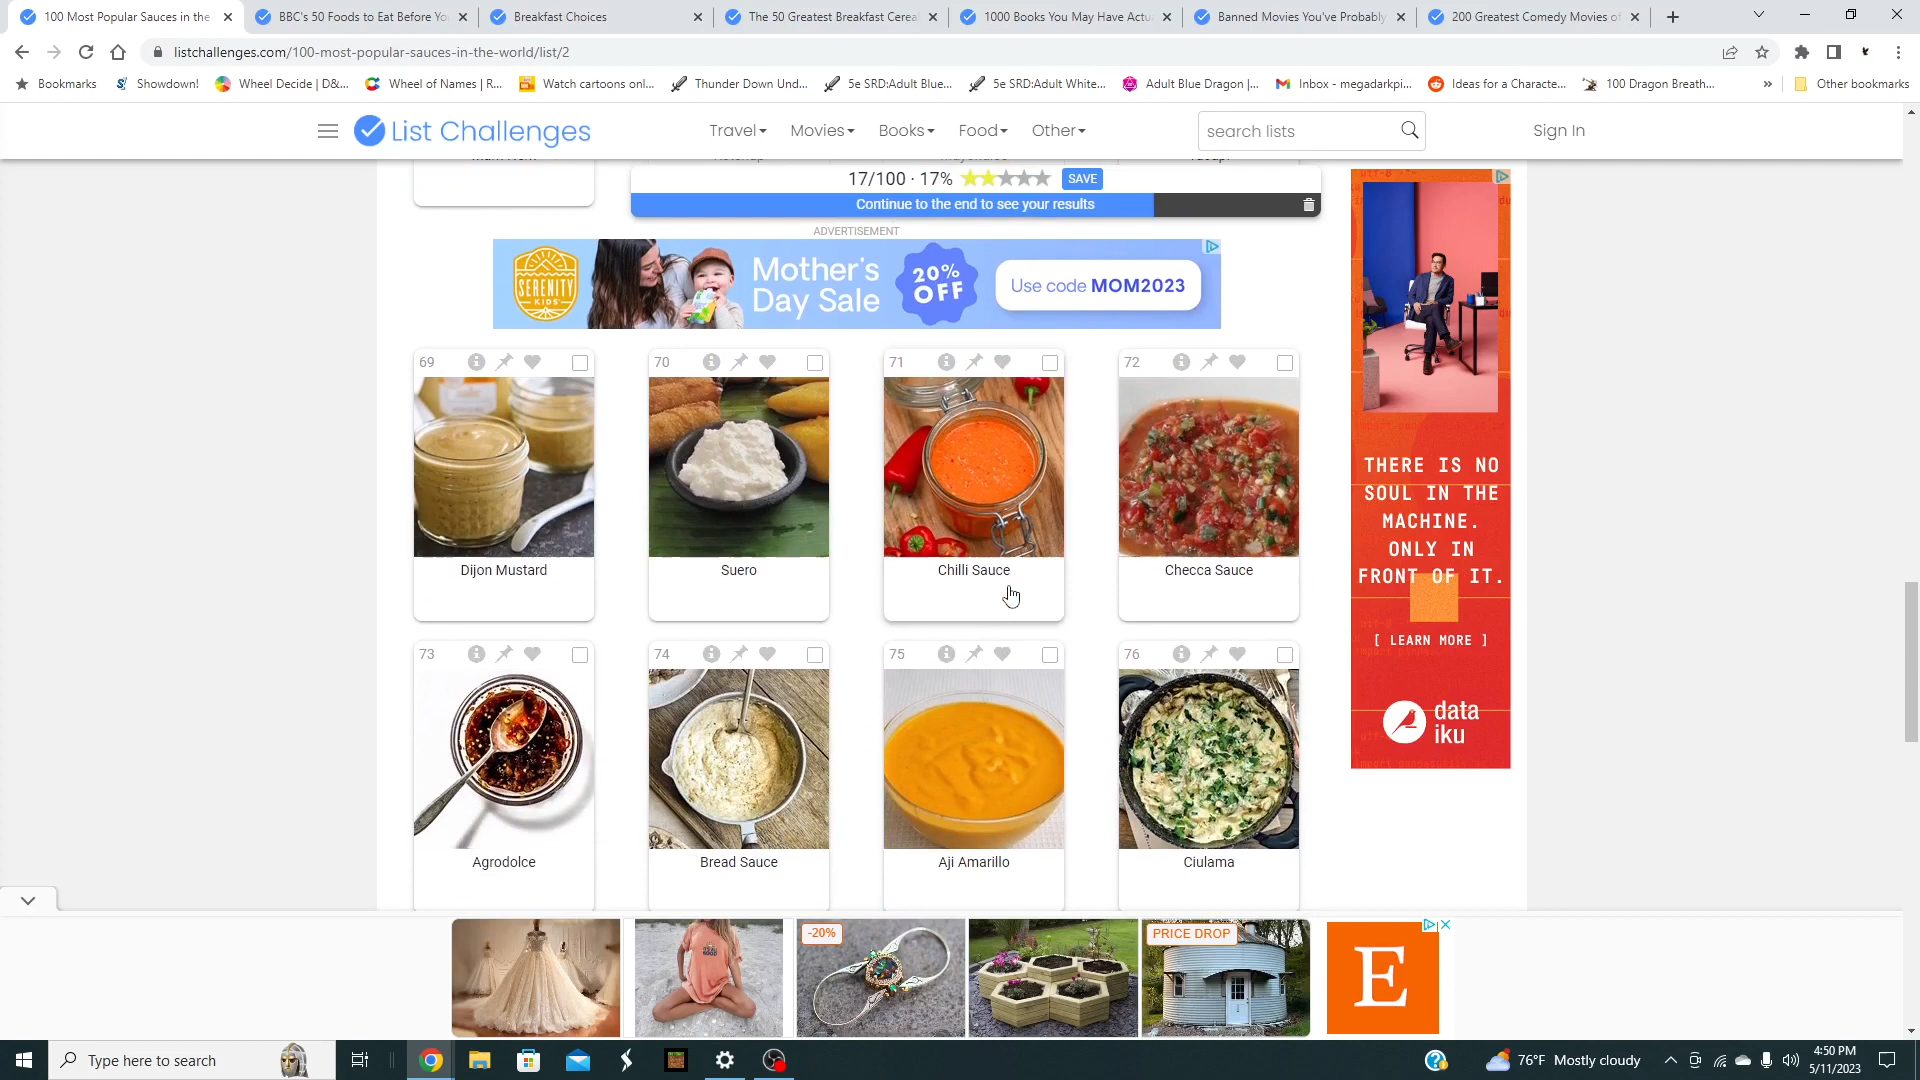 100 Most Popular Sauces in the
BBC's 50 Foods to Eat Before Yo
Breakfast Choices
The 50 Greatest Breakfast Cerea
1000 Books You May Have Actu
Banned Movies You've Probably
200 Greatest Comedy Movies of
listchallenges.com/100-most-popular-sauces-in-the-world/list/2
Bookmarks
Showdown!
Wheel Decide | D&...
Wheel of Names | R...
Watch cartoons onl...
Thunder Down Und...
5e SRD:Adult Blue...
5e SRD:Adult White...
Adult Blue Dragon |...
Inbox - megadarkpi...
Ideas for a Characte...
100 Dragon Breath...
»
Other bookmarks
List Challenges
Travel
Movies
Books
Food
Other
search lists
Sign In
17/100 · 17%
SAVE
Continue to the end to see your results
ADVERTISEMENT
SERENITY
KIDS
Mother's
Day Sale
20%
OFF
Use code MOM2023
69
70
71
72
Dijon Mustard
Suero
Chilli Sauce
Checca Sauce
73
74
75
76
Agrodolce
Bread Sauce
Aji Amarillo
Ciulama
THERE IS NO
SOUL IN THE
MACHINE.
ONLY IN
FRONT OF IT.
[ LEARN MORE ]
data
iku
-20%
PRICE DROP
E
Type here to search
76°F Mostly cloudy
4:50 PM
5/11/2023